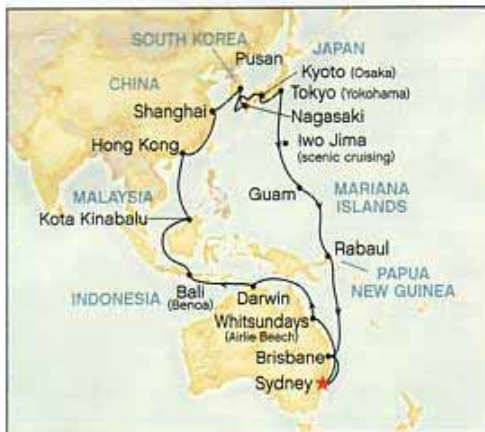 SOUTH KOREA
JAPAN
Pusan
Kyoto (Osaka)
CHINA
Tokyo (Yokohama)
Shanghai
Nagasaki
Hong Kong
Iwo Jima
(scenic cruising)
MALAYSIA
Guam
MARIANA
ISLANDS
Kota Kinabalu
Rabaul
INDONESIA
Bali
(Benoa)
Darwin
PAPUA
NEW GUINEA
Whitsundays
(Airlie Beach)
Brisbane
Sydney